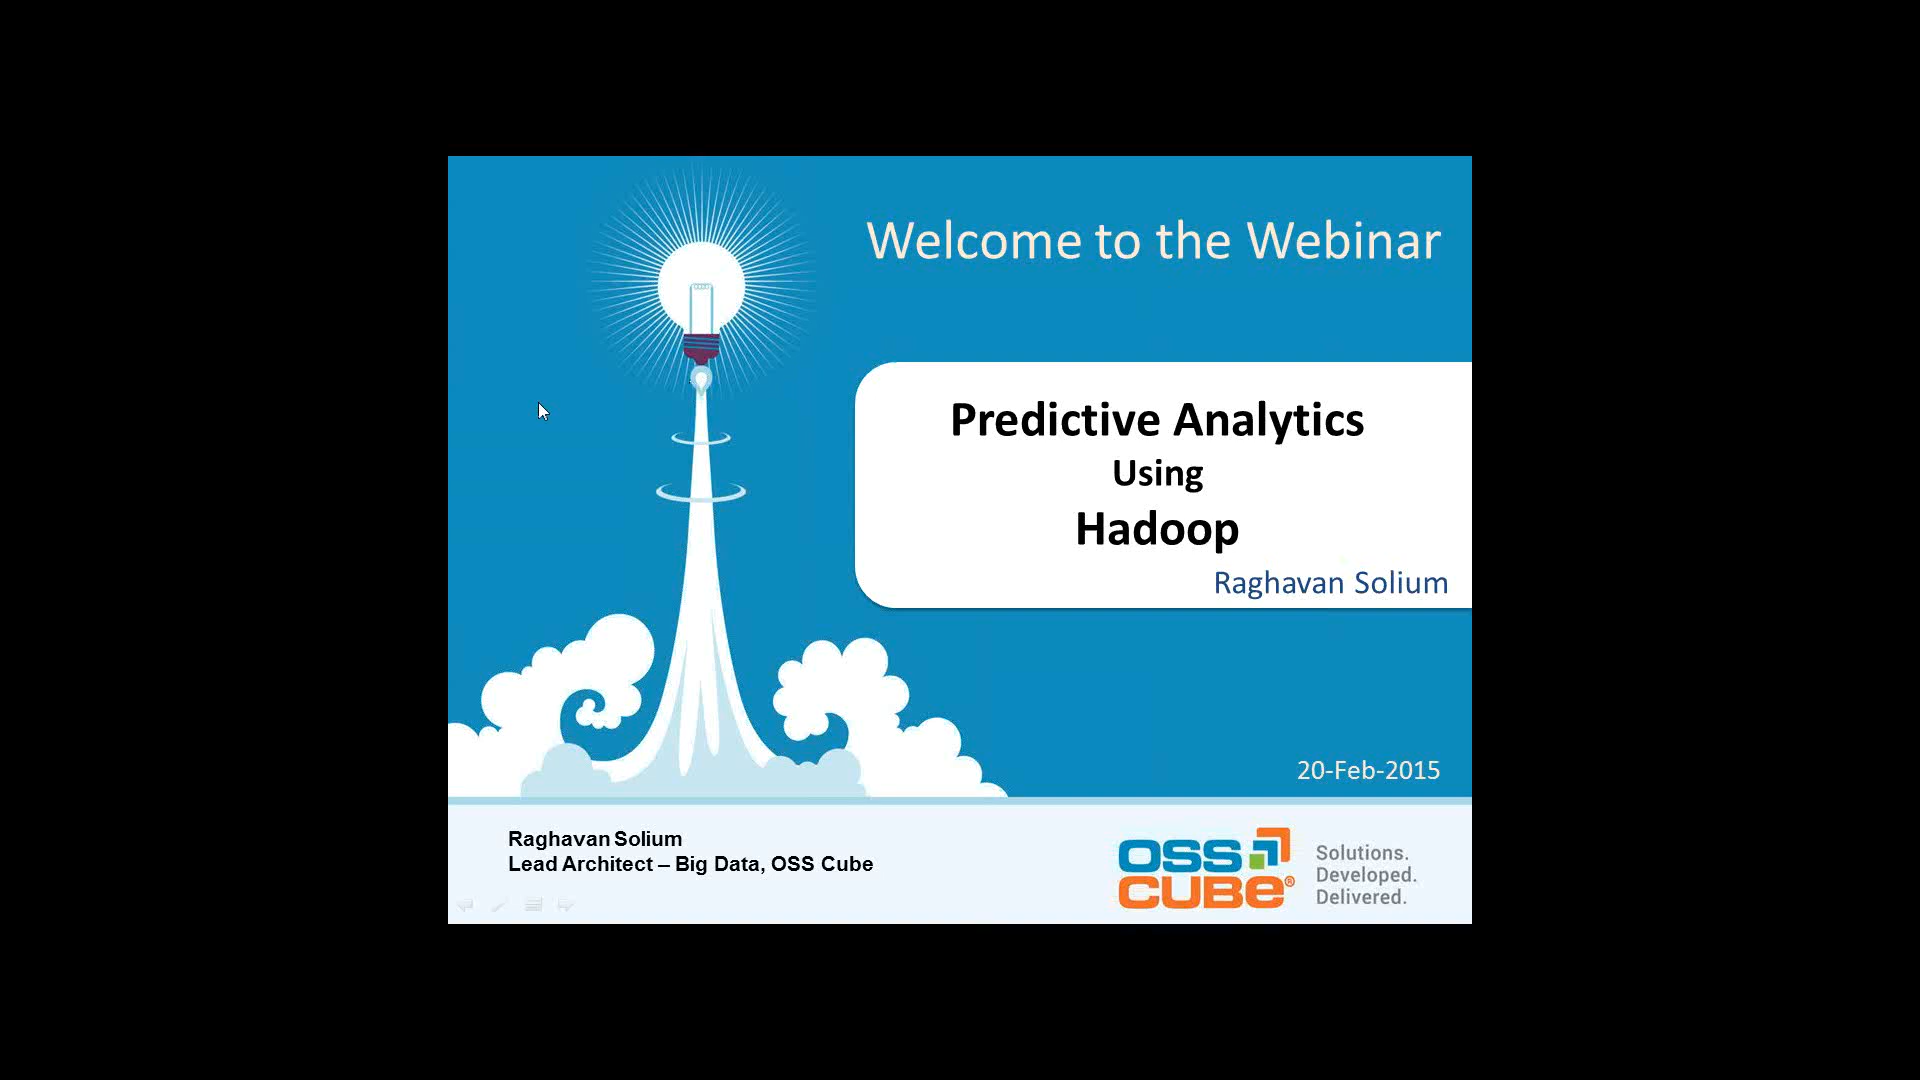 Welcome to the Webinar
Predictive Analytics
Using
Hadoop
Raghavan Solium
20-Feb-2015
Raghavan Solium
Lead Architect – Big Data, OSS Cube
OSS
CUBE®
Solutions.
Developed.
Delivered.